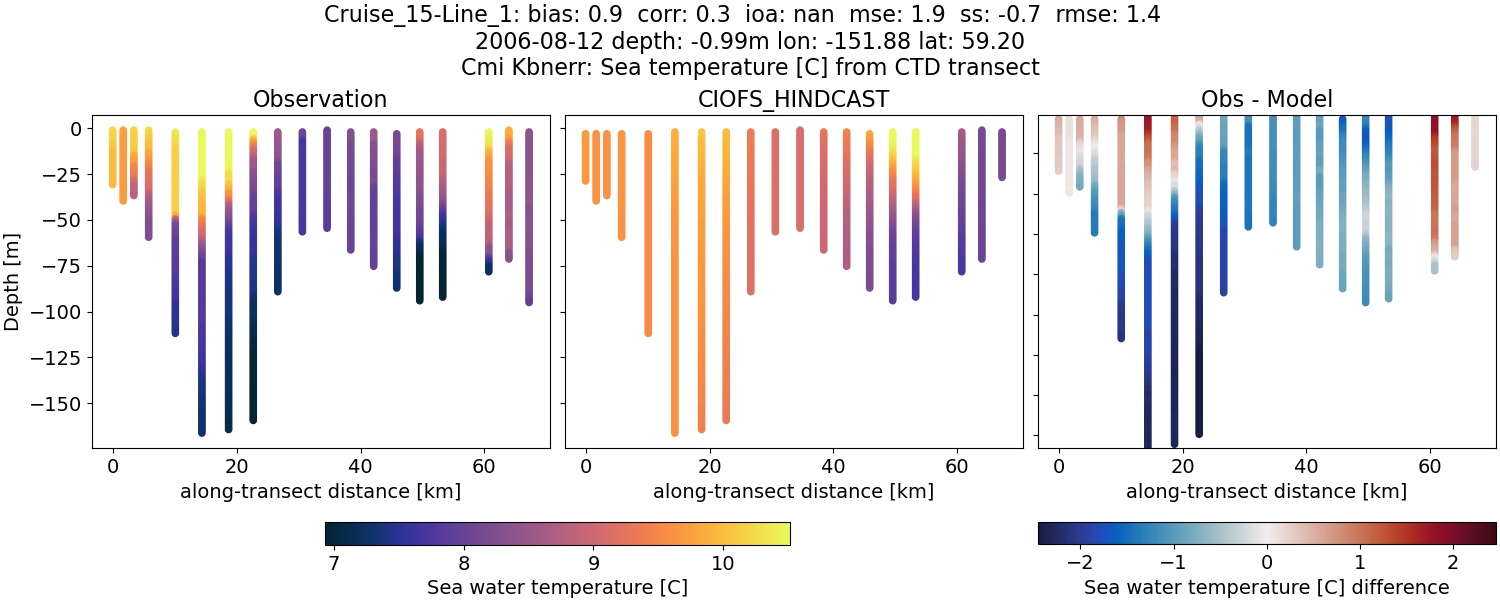 Cruise_15-Line_1: bias: 0.9  corr: 0.3  ioa: nan  mse: 1.9  ss: -0.7  rmse: 1.4
2006-08-12 depth: -0.99m lon: -151.88 lat: 59.20
Cmi Kbnerr: Sea temperature [C] from CTD transect
Observation
CIOFS_HINDCAST
Obs - Model
Depth [m]
0
−25
−50
−75
−100
−125
−150
0 20 40 60
0 20 40 60
0 20 40 60
along-transect distance [km]
along-transect distance [km]
along-transect distance [km]
7 8 9 10
Sea water temperature [C]
−2 −1 0 1 2
Sea water temperature [C] difference